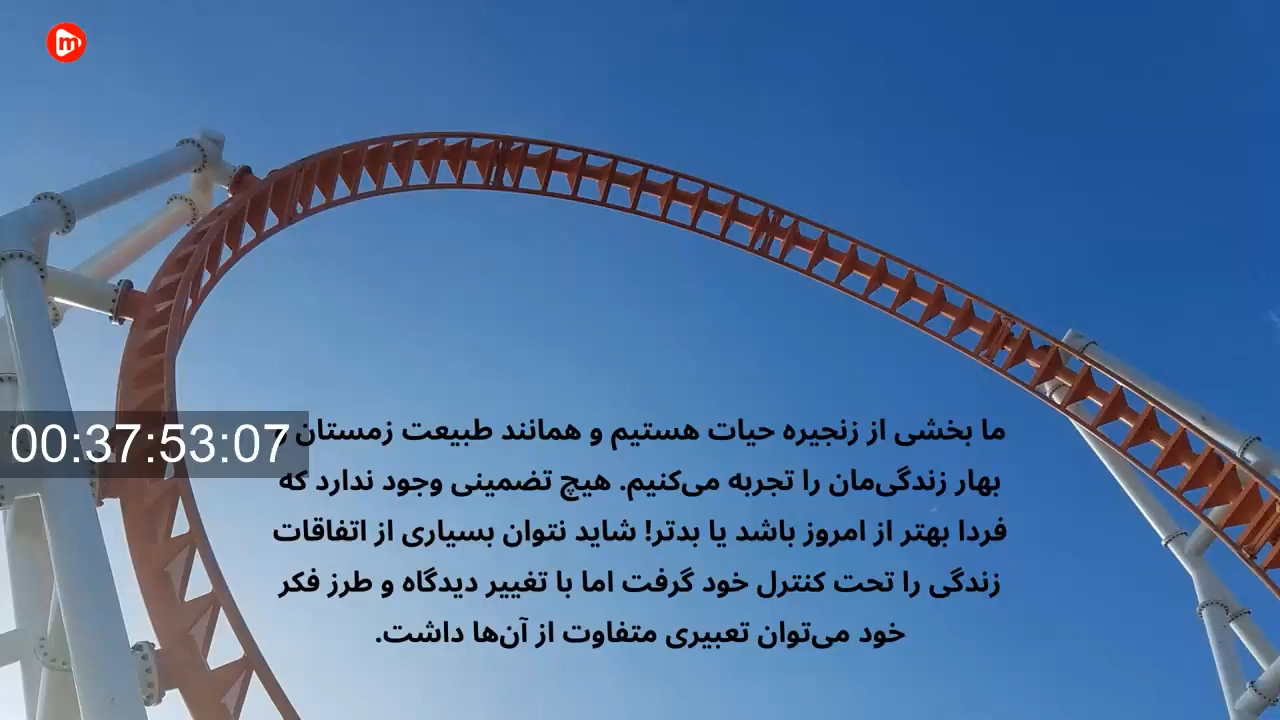 m
ما بخشی از زنجیره حیات هستیم و همانند طبیعت زمستان و
بهار زندگی‌مان را تجربه می‌کنیم. هیچ تضمینی وجود ندارد که
فردا بهتر از امروز باشد یا بدتر! شاید نتوان بسیاری از اتفاقات
زندگی را تحت کنترل خود گرفت اما با تغییر دیدگاه و طرز فکر
خود می‌توان تعبیری متفاوت از آن‌ها داشت.
00:37:53:07